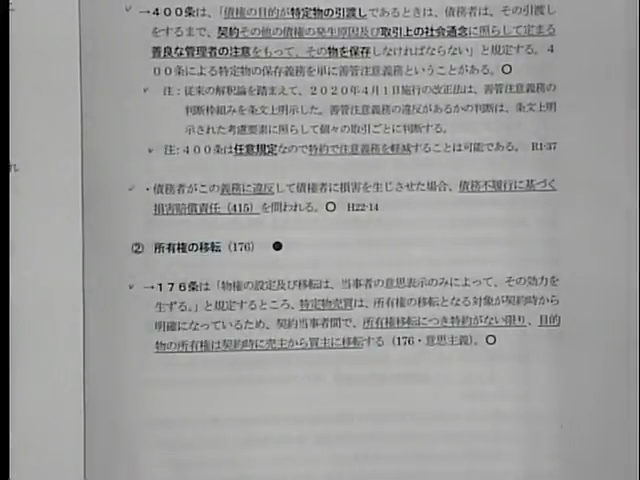 →４００条は、「債権の目的が特定物の引渡しであるときは、債務者は、その引渡し
をするまで、契約その他の債権の発生原因及び取引上の社会通念に照らして定まる
善良な管理者の注意をもって、その物を保存しなければならない」と規定する。４
００条による特定物の保存義務を単に善管注意義務ということがある。〇
注：従来の解釈論を踏まえて、２０２０年４月１日施行の改正法は、善管注意義務の
判断枠組みを条文上明示した。善管注意義務の違反があるかの判断は、条文上明
示された考慮要素に照らして個々の取引ごとに判断する。
注：４００条は任意規定なので特約で注意義務を軽減することは可能である。 R1-37
・債務者がこの義務に違反して債権者に損害を生じさせた場合、債務不履行に基づく
損害賠償責任（415）を問われる。〇 H22-14
② 所有権の移転（176） ●
→１７６条は「物権の設定及び移転は、当事者の意思表示のみによって、その効力を
生ずる。」と規定するところ、特定物売買は、所有権の移転となる対象が契約時から
明確になっているため、契約当事者間で、所有権移転につき特約がない限り、目的
物の所有権は契約時に売主から買主に移転する（176・意思主義）。〇
れ